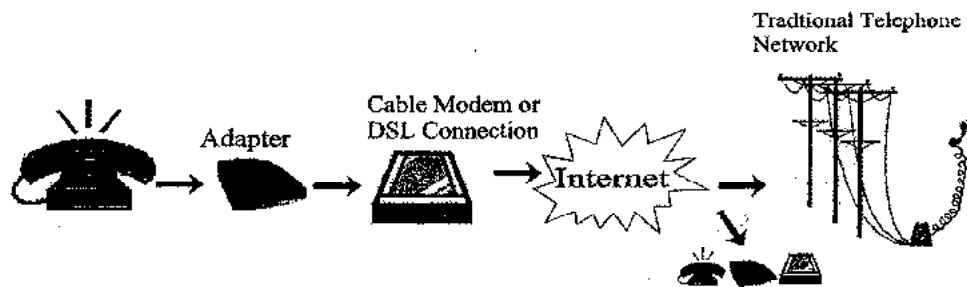 Tradtional Telephone
Network
Cable Modem or
DSL Connection
Adapter
Internet